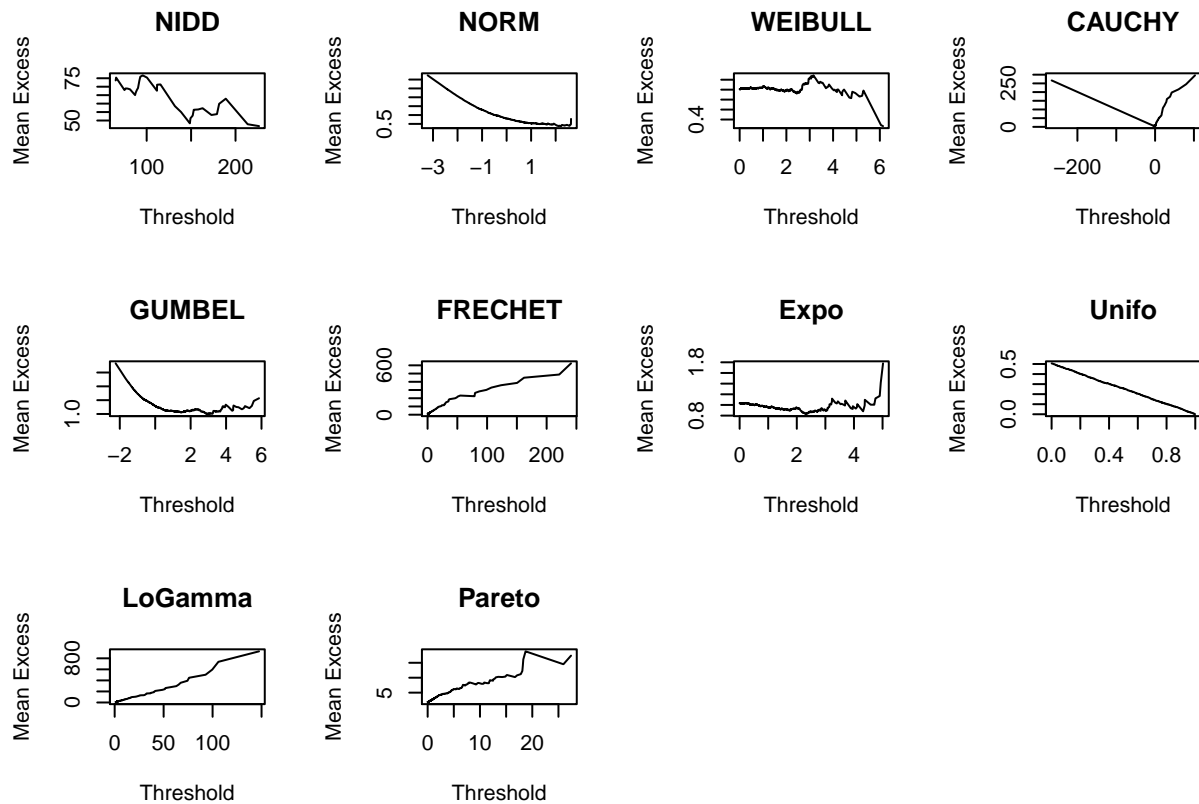 NIDD
Mean Excess
50 75
100 200
Threshold
NORM
Mean Excess
0.5
−3 −1 1
Threshold
WEIBULL
Mean Excess
0.4
0 1 2 3 4 5 6
Threshold
CAUCHY
Mean Excess
0 250
−200 0
Threshold
GUMBEL
Mean Excess
1.0
−2 0 2 4 6
Threshold
FRECHET
Mean Excess
0 600
0 100 200
Threshold
Expo
Mean Excess
0.8 1.8
0 2 4
Threshold
Unifo
Mean Excess
0.0 0.5
0.0 0.4 0.8
Threshold
LoGamma
Mean Excess
0 800
0 50 100
Threshold
Pareto
Mean Excess
5
0 10 20
Threshold